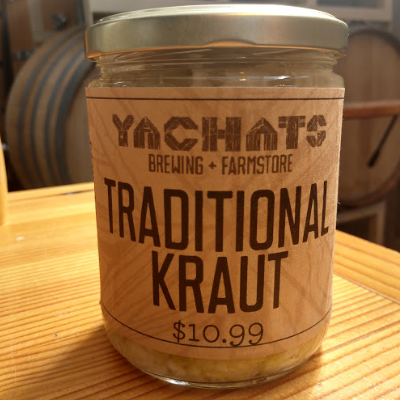 YACHATS
BREWING + FARMSTORE
TRADITIONAL
KRAUT
$10.99